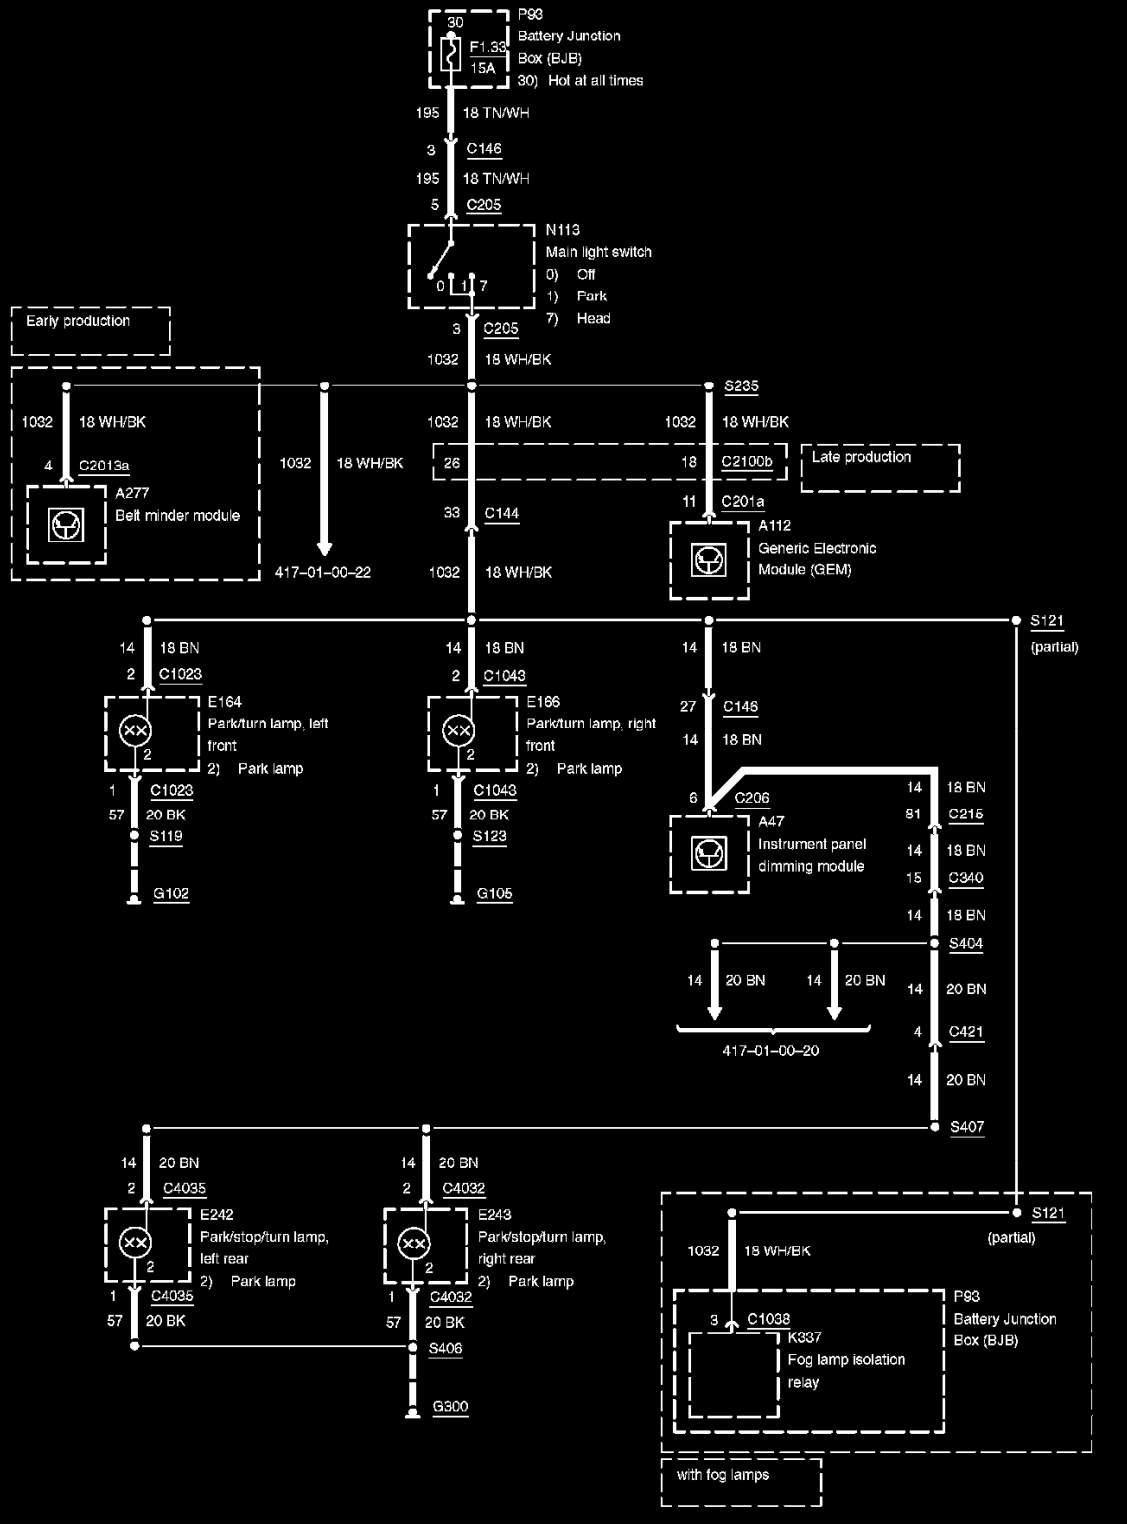 30
P93
Battery Junction
Box (BJB)
30) Hot at all times
F1.33
15A
195 18 TN/WH
3 C146
195 18 TN/WH
5 C205
N113
Main light switch
0) Off
1) Park
7) Head
0 1 7
3 C205
1032 18 WH/BK
Early production
S235
1032 18 WH/BK
1032 18 WH/BK
1032 18 WH/BK
4 C2013a
1032 18 WH/BK
26
18 C2100b
Late production
A277
Belt minder module
33 C144
11 C201a
A112
Generic Electronic
Module (GEM)
417–01–00–22
1032 18 WH/BK
S121
(partial)
14 18 BN
14 18 BN
14 18 BN
2 C1023
2 C1043
27 C146
E164
Park/turn lamp, left
front
2) Park lamp
2
E166
Park/turn lamp, right
front
2) Park lamp
2
14 18 BN
1 C1023
57 20 BK
S119
G102
1 C1043
57 20 BK
S123
G105
6 C206
A47
Instrument panel
dimming module
14 18 BN
91 C215
14 18 BN
15 C340
14 18 BN
S404
14 20 BN
14 20 BN
14 20 BN
417–01–00–20
4 C421
14 20 BN
S407
14 20 BN
14 20 BN
2 C4035
2 C4032
E242
Park/stop/turn lamp,
left rear
2) Park lamp
2
E243
Park/stop/turn lamp,
right rear
2) Park lamp
2
1 C4035
57 20 BK
1 C4032
57 20 BK
S406
G300
S121
(partial)
1032 18 WH/BK
P93
Battery Junction
Box (BJB)
3 C1038
K337
Fog lamp isolation
relay
with fog lamps